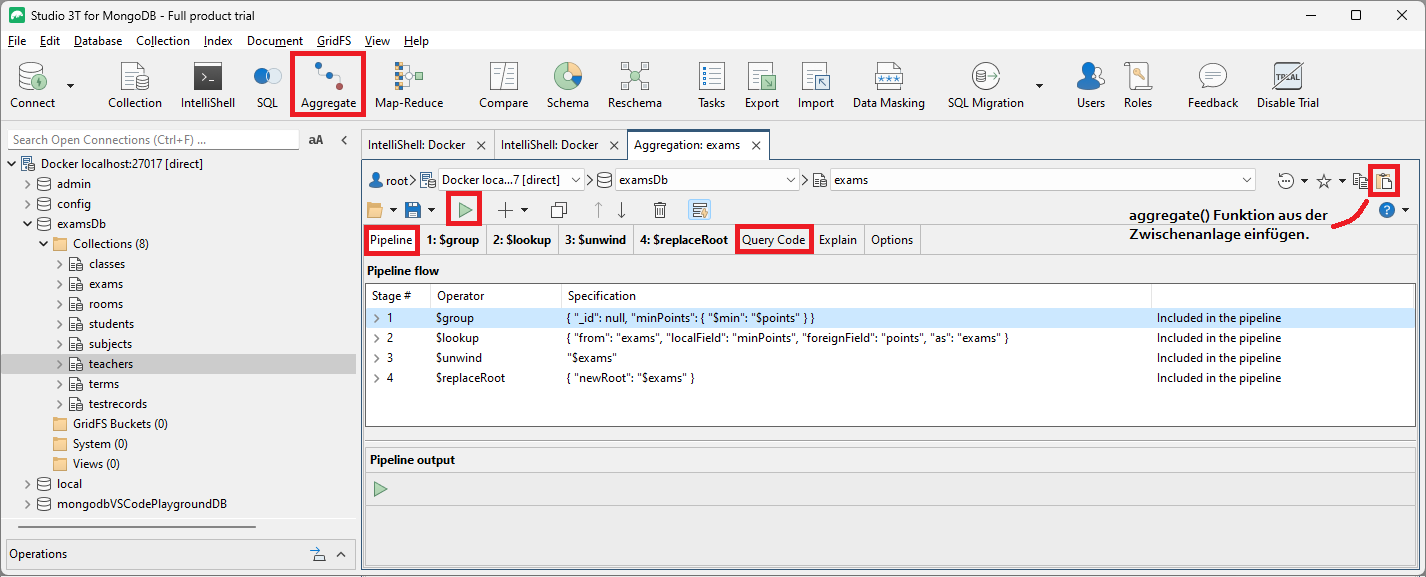 Studio 3T for MongoDB - Full product trial
File Edit Database Collection Index Document GridFS View Help
Connect Collection IntelliShell SQL Aggregate Map-Reduce Compare Schema Reschema Tasks Export Import Data Masking SQL Migration Users Roles Feedback Disable Trial
Search Open Connections (Ctrl+F) ... aA
Docker localhost:27017 [direct]
admin
config
examsDb
Collections (8)
classes
exams
rooms
students
subjects
teachers
terms
testrecords
GridFS Buckets (0)
System (0)
Views (0)
local
mongodbVSCodePlaygroundDB
Operations
IntelliShell: Docker IntelliShell: Docker Aggregation: exams
root Docker loca...7 [direct] examsDb exams
aggregate() Funktion aus der
Zwischenanlage einfügen.
Pipeline 1: $group 2: $lookup 3: $unwind 4: $replaceRoot Query Code Explain Options
Pipeline flow
Stage # Operator Specification
1 $group { "_id": null, "minPoints": { "$min": "$points" } } Included in the pipeline
2 $lookup { "from": "exams", "localField": "minPoints", "foreignField": "points", "as": "exams" } Included in the pipeline
3 $unwind "$exams" Included in the pipeline
4 $replaceRoot { "newRoot": "$exams" } Included in the pipeline
Pipeline output